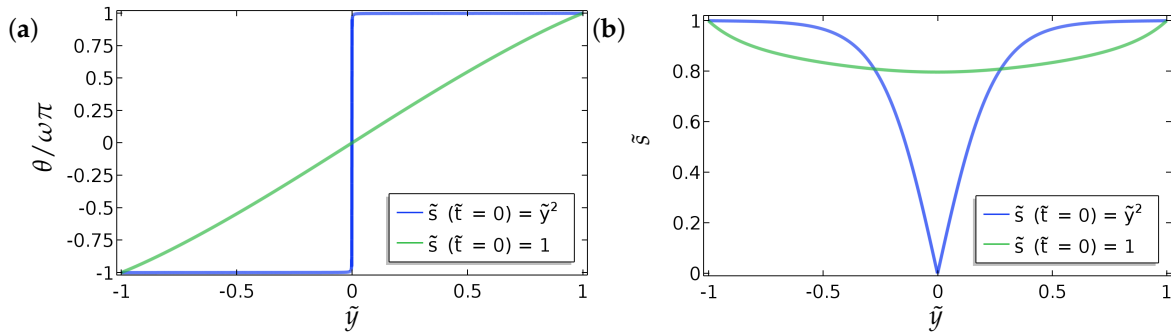 (a)
1
0.75
0.5
0.25
0
-0.25
-0.5
-0.75
-1
θ/ωπ
-1 -0.5 0 0.5 1
ỹ
s̃ (t̃ = 0) = ỹ²
s̃ (t̃ = 0) = 1
(b)
1
0.8
0.6
0.4
0.2
0
s̃
-1 -0.5 0 0.5 1
ỹ
s̃ (t̃ = 0) = ỹ²
s̃ (t̃ = 0) = 1